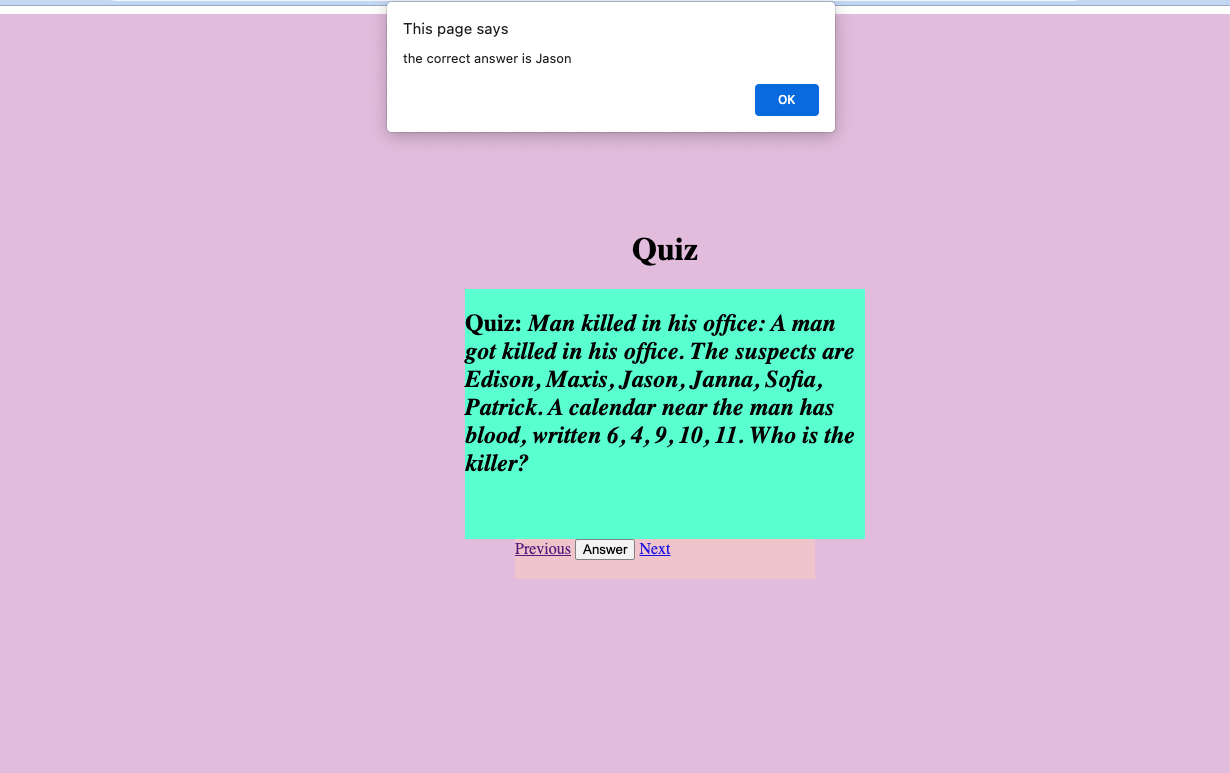 This page says
the correct answer is Jason
OK
Quiz
Quiz: Man killed in his office: A man
got killed in his office. The suspects are
Edison, Maxis, Jason, Janna, Sofia,
Patrick. A calendar near the man has
blood, written 6, 4, 9, 10, 11. Who is the
killer?
Previous Answer Next